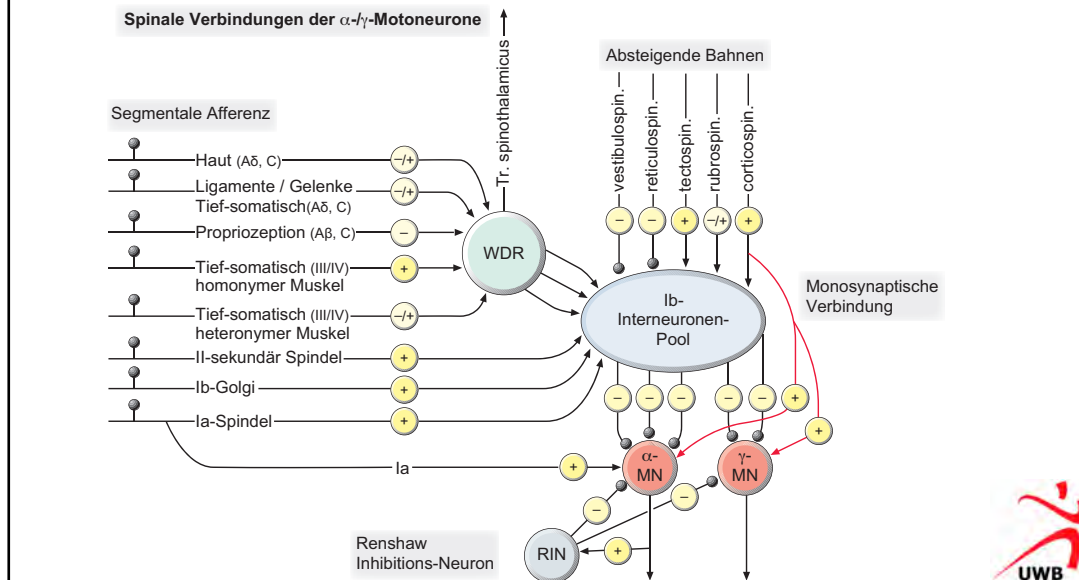 Spinale Verbindungen der α-/γ-Motoneurone
Tr. spinothalamicus
Absteigende Bahnen
vestibulospin.
reticulospin.
tectospin.
rubrospin.
corticospin.
Segmentale Afferenz
Haut (Aδ, C)
−/+
Ligamente / Gelenke
Tief-somatisch(Aδ, C)
−/+
Propriozeption (Aβ, C)
−
Tief-somatisch (III/IV)
homonymer Muskel
+
Tief-somatisch (III/IV)
heteronymer Muskel
−/+
II-sekundär Spindel
+
Ib-Golgi
+
Ia-Spindel
+
WDR
−
−
+
−/+
+
Ib-
Interneuronen-
Pool
Monosynaptische
Verbindung
−
−
−
−
−
+
+
Ia
+
α-
MN
γ-
MN
−
−
Renshaw
Inhibitions-Neuron
RIN
+
UWB